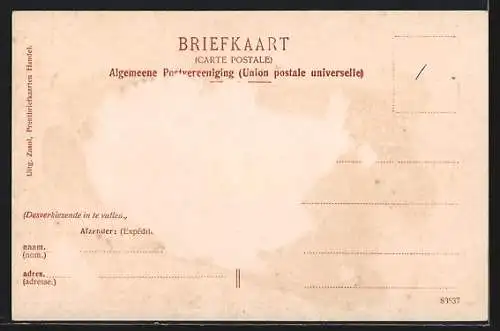 BRIEFKAART
(CARTE POSTALE)
Algemeene Postvereeniging (Union postale universelle)
Uitg. Zand, Prentbriefkaarten Handel.
(Desverkiezende in te vullen.,
Afzender: (Expédit
naam.
(nom.)
adres.
(adresse.)
83537